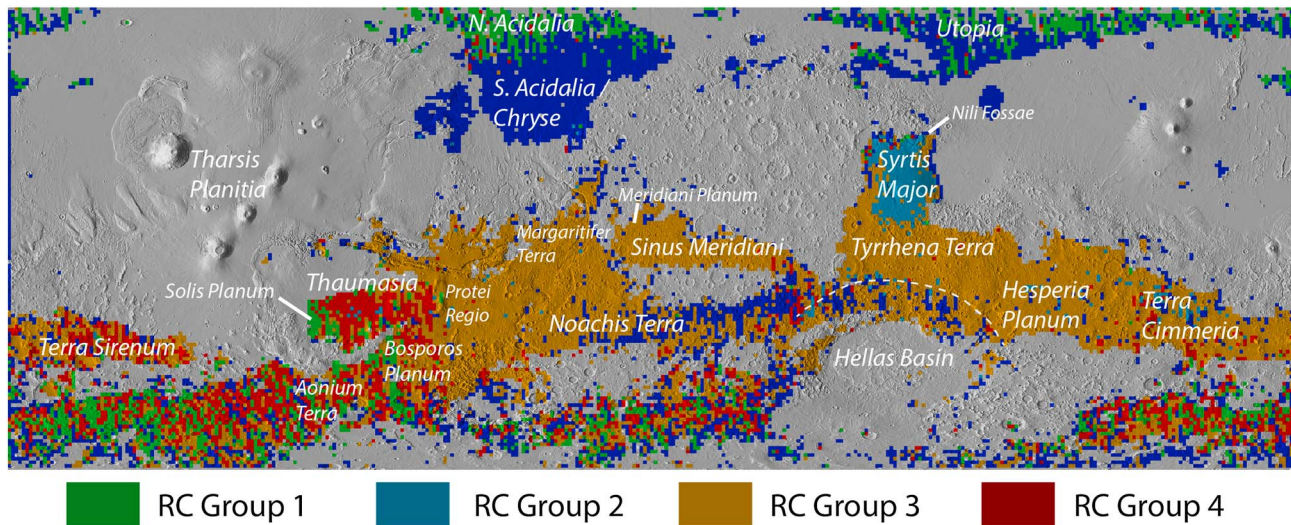 N. Acidalia
Utopia
S. Acidalia /
Chryse
Nili Fossae
Tharsis
Planitia
Syrtis
Major
Meridiani Planum
Margaritifer
Terra
Sinus Meridiani
Tyrrhena Terra
Solis Planum
Thaumasia
Protei
Regio
Hesperia
Planum
Terra
Cimmeria
Terra Sirenum
Noachis Terra
Bosporos
Planum
Hellas Basin
Aonium
Terra
RC Group 1
RC Group 2
RC Group 3
RC Group 4